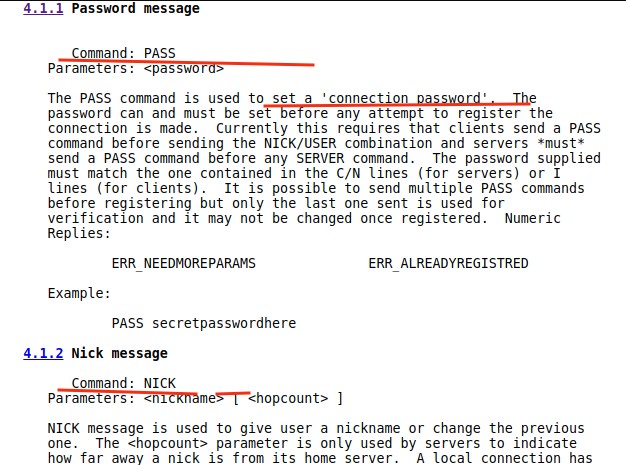 4.1.1 Password message
Command: PASS
Parameters: <password>
The PASS command is used to set a 'connection password'. The
password can and must be set before any attempt to register the
connection is made. Currently this requires that clients send a PASS
command before sending the NICK/USER combination and servers *must*
send a PASS command before any SERVER command. The password supplied
must match the one contained in the C/N lines (for servers) or I
lines (for clients). It is possible to send multiple PASS commands
before registering but only the last one sent is used for
verification and it may not be changed once registered. Numeric
Replies:
ERR_NEEDMOREPARAMS ERR_ALREADYREGISTRED
Example:
PASS secretpasswordhere
4.1.2 Nick message
Command: NICK
Parameters: <nickname> [ <hopcount> ]
NICK message is used to give user a nickname or change the previous
one. The <hopcount> parameter is only used by servers to indicate
how far away a nick is from its home server. A local connection has